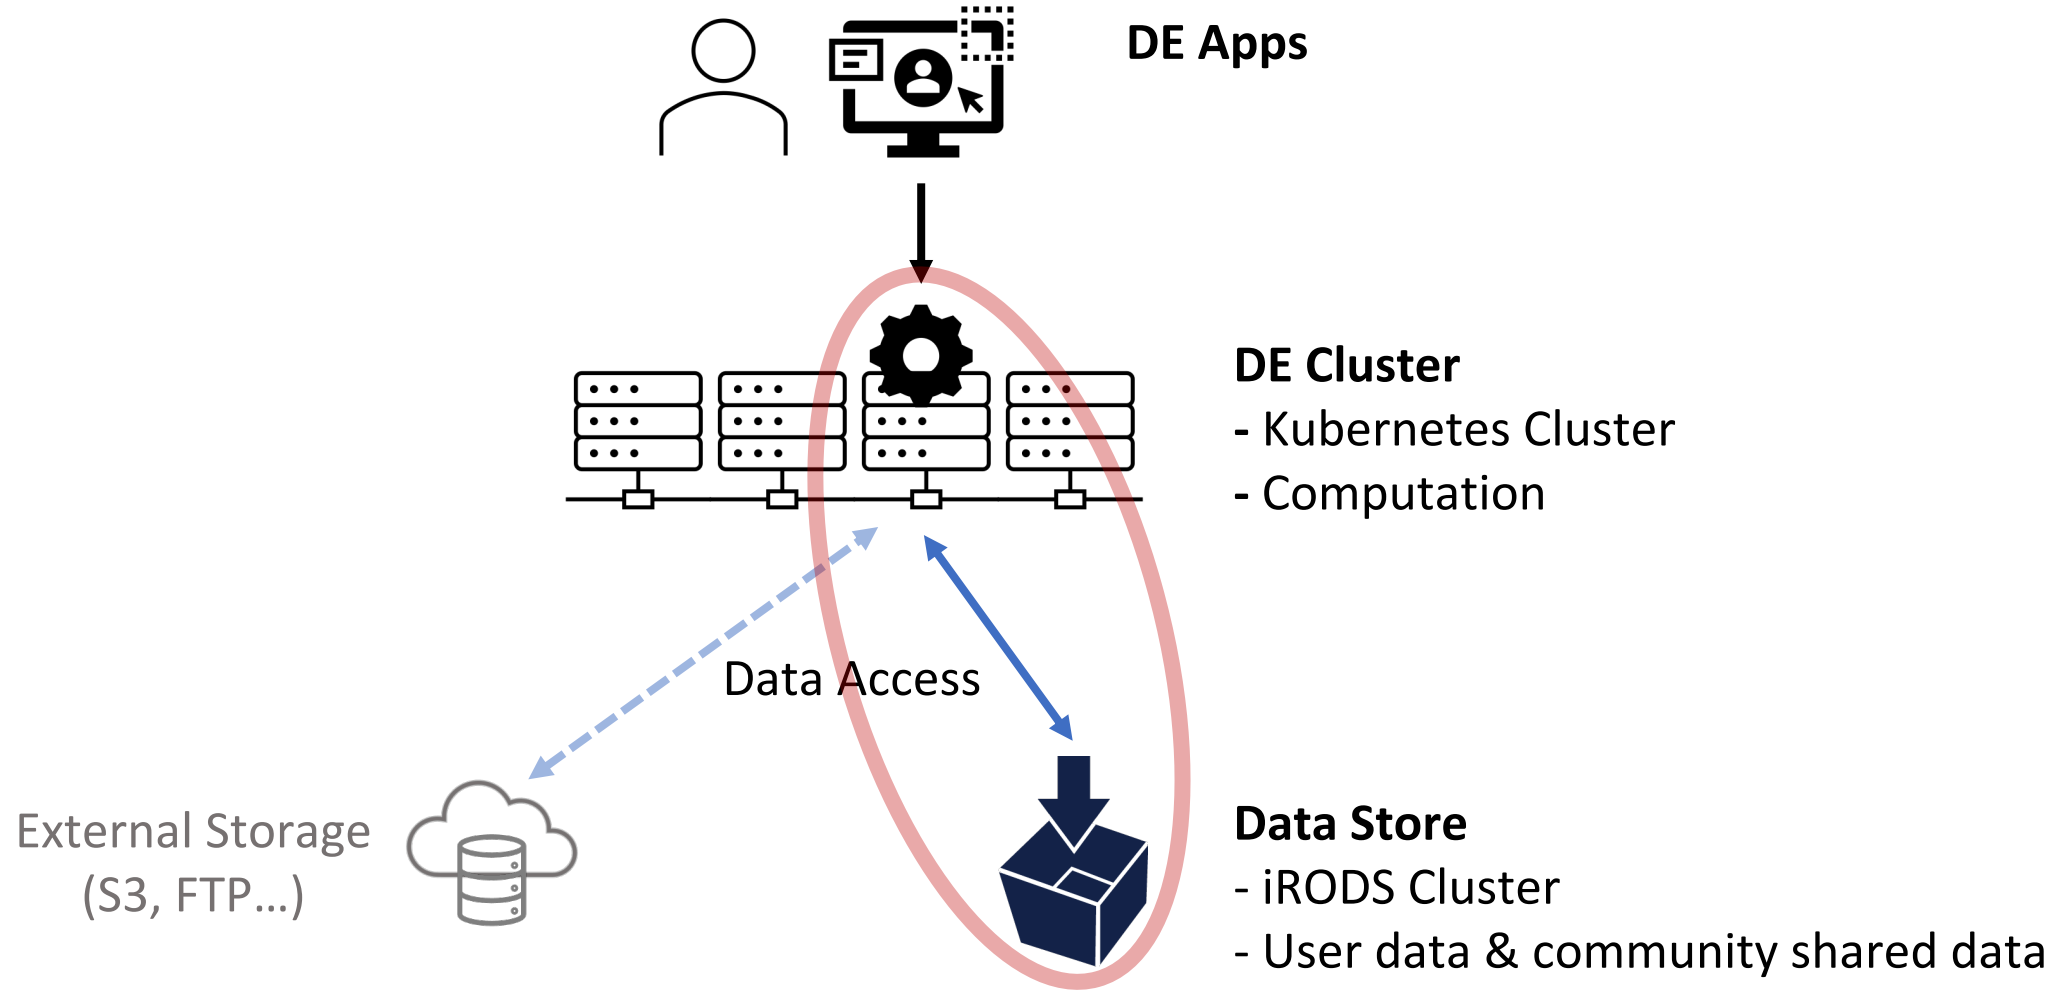 DE Apps
DE Cluster
- Kubernetes Cluster
- Computation
Data Access
External Storage
(S3, FTP...)
Data Store
- iRODS Cluster
- User data & community shared data